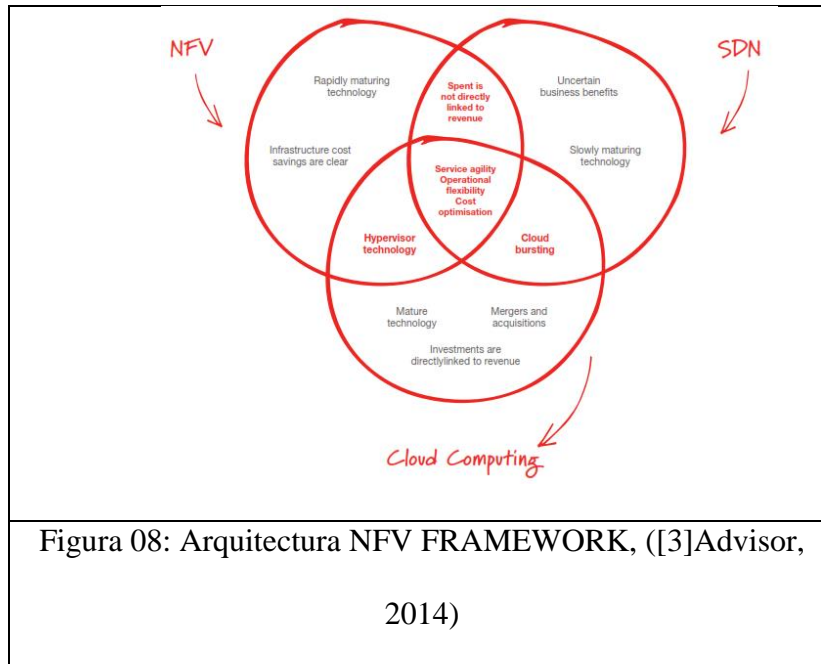 NFV
SDN
Rapidly maturing
technology
Spent is
not directly
linked to
revenue
Uncertain
business benefits
Infrastructure cost
savings are clear
Slowly maturing
technology
Service agility
Operational
flexibility
Cost
optimisation
Hypervisor
technology
Cloud
bursting
Mature
technology
Mergers and
acquisitions
Investments are
directlylinked to revenue
Cloud Computing
Figura 08: Arquitectura NFV FRAMEWORK, ([3]Advisor,
2014)